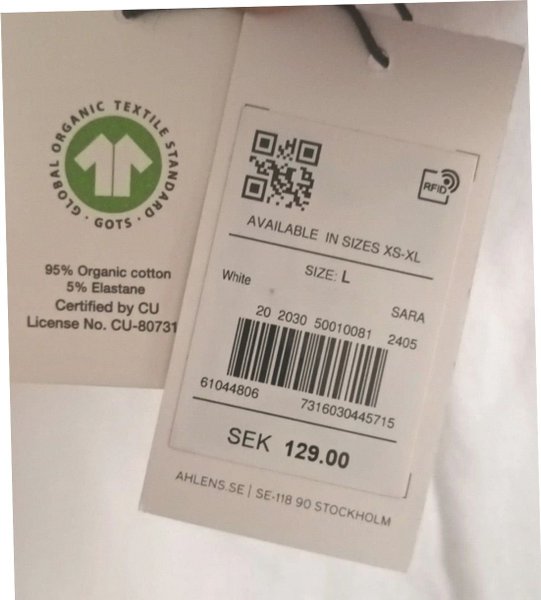 GLOBAL ORGANIC TEXTILE STANDARD
· GOTS ·
95% Organic cotton
5% Elastane
Certified by CU
License No. CU-80731
RFID
AVAILABLE IN SIZES XS-XL
SIZE: L
White
SARA
20 2030 50010081 2405
61044806 7316030445715
SEK 129.00
AHLENS.SE | SE-118 90 STOCKHOLM